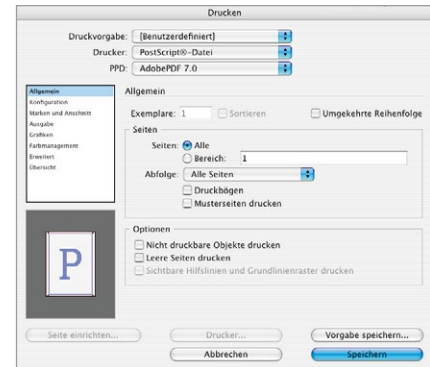 Drucken
Druckvorgabe: [Benutzerdefiniert]
Drucker: PostScript®-Datei
PPD: AdobePDF 7.0
Allgemein
Konfiguration
Marken und Anschnitt
Ausgabe
Grafiken
Farbmanagement
Erweitert
Übersicht
Allgemein
Exemplare: 1 Sortieren Umgekehrte Reihenfolge
Seiten
Seiten: Alle
Bereich: 1
Abfolge: Alle Seiten
Druckbögen
Musterseiten drucken
Optionen
Nicht druckbare Objekte drucken
Leere Seiten drucken
Sichtbare Hilfslinien und Grundlinienraster drucken
P
Seite einrichten... Drucker... Vorgabe speichern...
Abbrechen Speichern